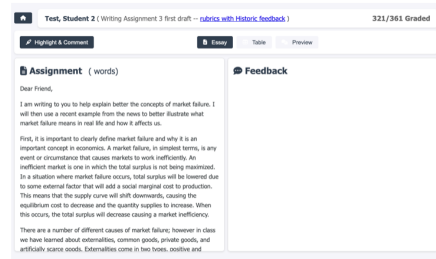 Test, Student 2 ( Writing Assignment 3 first draft -- rubrics with Historic feedback )
321/361 Graded
Highlight & Comment
Essay
Table
Preview
Assignment ( words)
Dear Friend,
I am writing to you to help explain better the concepts of market failure. I
will then use a recent example from the news to better illustrate what
market failure means in real life and how it affects us.
First, it is important to clearly define market failure and why it is an
important concept in economics. A market failure, in simplest terms, is any
event or circumstance that causes markets to work inefficiently. An
inefficient market is one in which the total surplus is not being maximized.
In a situation where market failure occurs, total surplus will be lowered due
to some external factor that will add a social marginal cost to production.
This means that the supply curve will shift downwards, causing the
equilibrium cost to decrease and the quantity supplies to increase. When
this occurs, the total surplus will decrease causing a market inefficiency.
There are a number of different causes of market failure; however in class
we have learned about externalities, common goods, private goods, and
artificially scarce goods. Externalities come in two types, positive and
Feedback